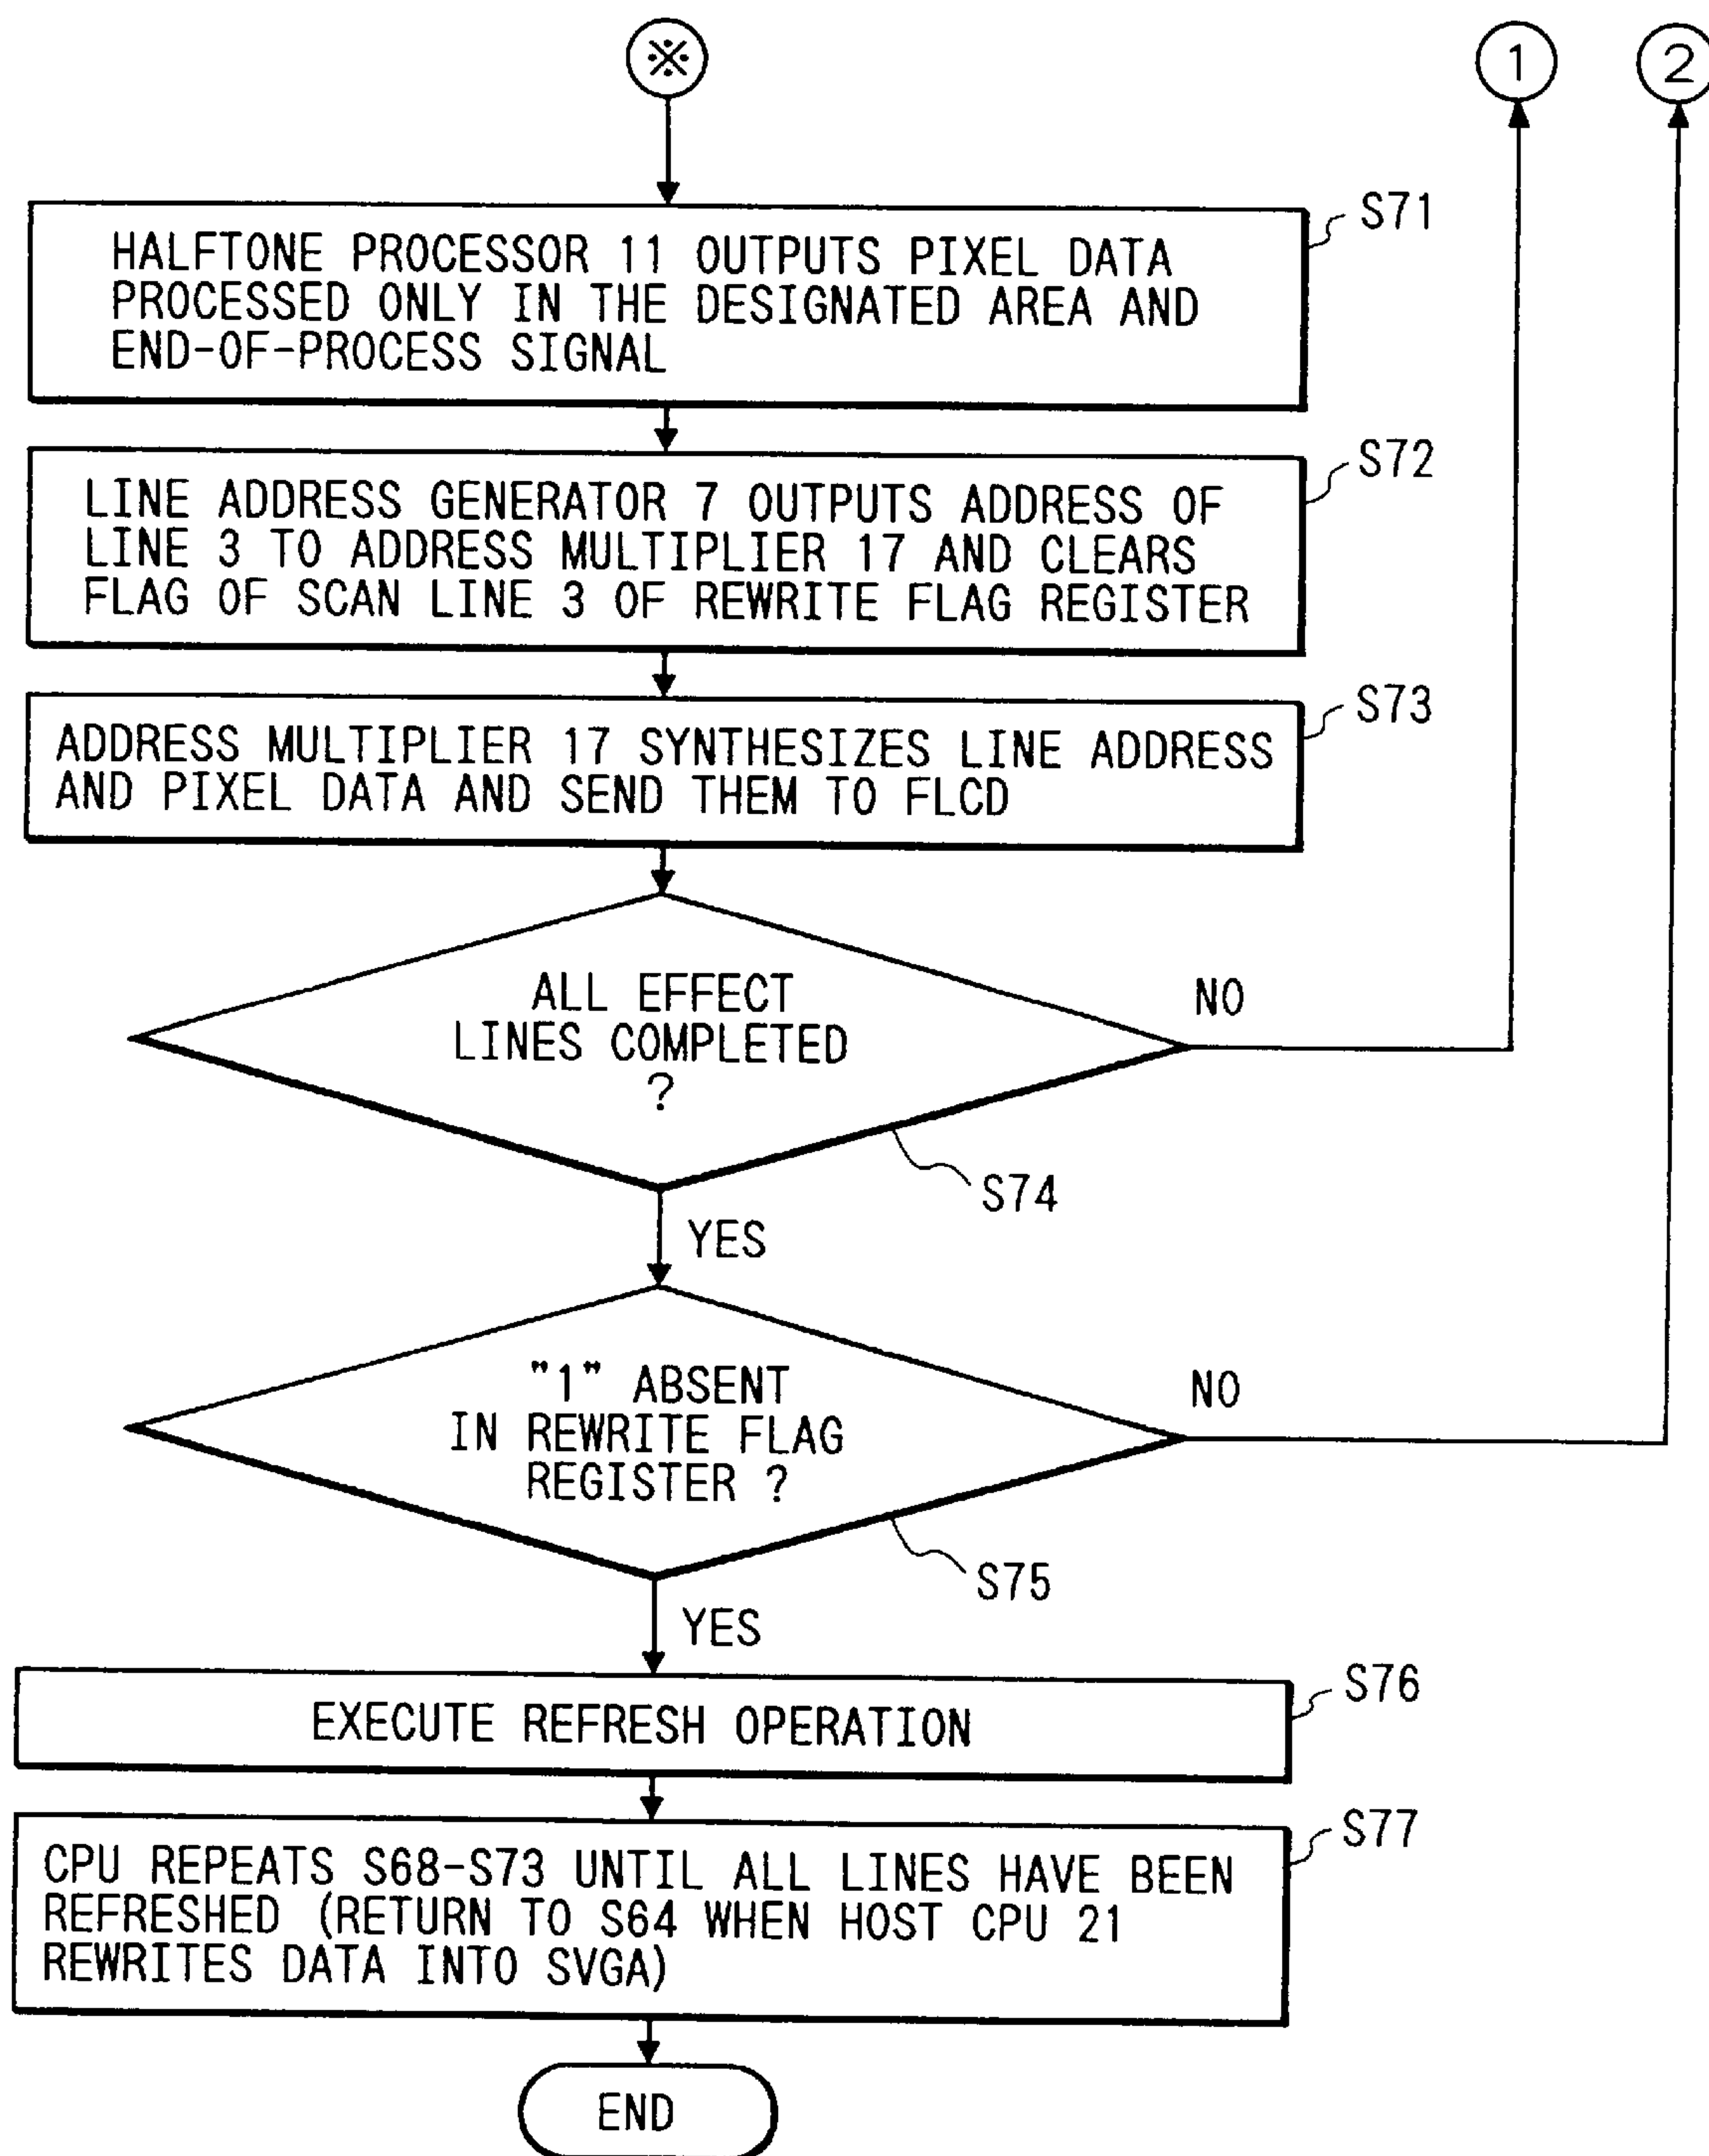 ※
1
2
S71
HALFTONE PROCESSOR 11 OUTPUTS PIXEL DATA
PROCESSED ONLY IN THE DESIGNATED AREA AND
END-OF-PROCESS SIGNAL
S72
LINE ADDRESS GENERATOR 7 OUTPUTS ADDRESS OF
LINE 3 TO ADDRESS MULTIPLIER 17 AND CLEARS
FLAG OF SCAN LINE 3 OF REWRITE FLAG REGISTER
S73
ADDRESS MULTIPLIER 17 SYNTHESIZES LINE ADDRESS
AND PIXEL DATA AND SEND THEM TO FLCD
ALL EFFECT
LINES COMPLETED
?
NO
S74
YES
"1" ABSENT
IN REWRITE FLAG
REGISTER ?
NO
S75
YES
S76
EXECUTE REFRESH OPERATION
S77
CPU REPEATS S68-S73 UNTIL ALL LINES HAVE BEEN
REFRESHED (RETURN TO S64 WHEN HOST CPU 21
REWRITES DATA INTO SVGA)
END